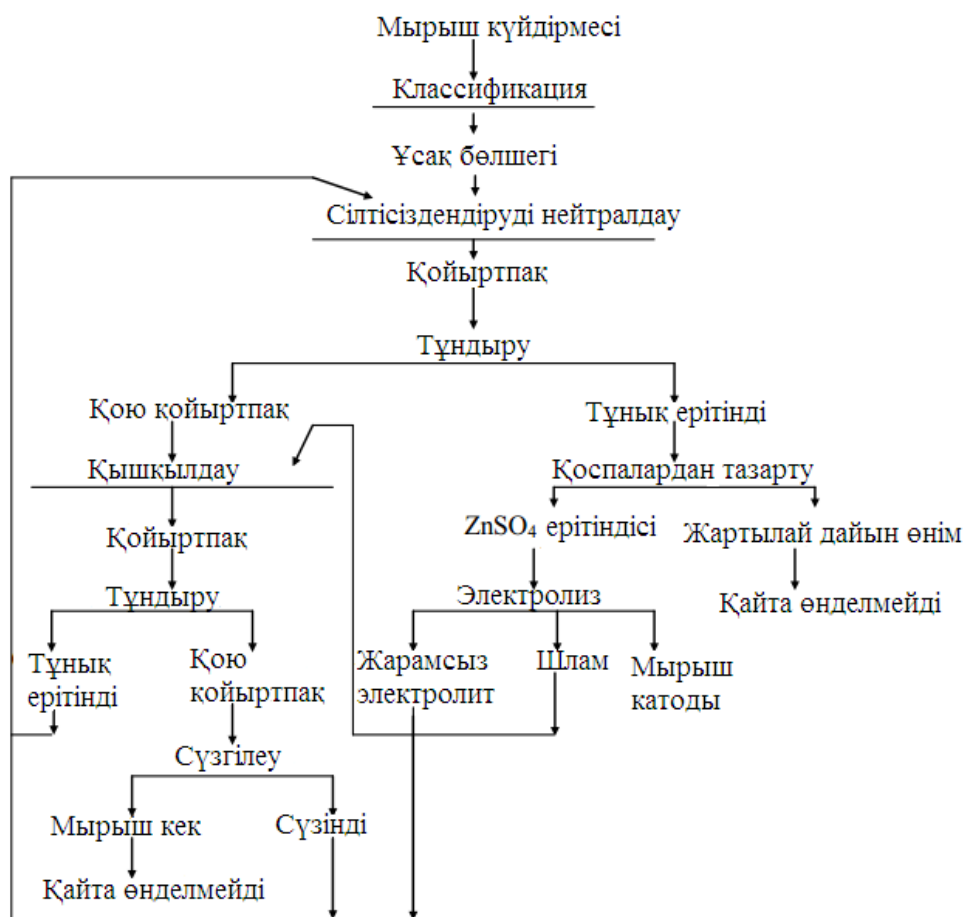 Мырыш күйдірмесі
Классификация
Ұсақ бөлшегі
Сілтісіздендіруді нейтралдау
Қойыртпақ
Тұндыру
Қою қойыртпақ
Тұнық ерітінді
Қышқылдау
Қоспалардан тазарту
Қойыртпақ
ZnSO₄ ерітіндісі
Жартылай дайын өнім
Тұндыру
Электролиз
Қайта өнделмейді
Тұнық
ерітінді
Қою
қойыртпақ
Жарамсыз
электролит
Шлам
Мырыш
катоды
Сүзгілеу
Мырыш кек
Сүзінді
Қайта өнделмейді